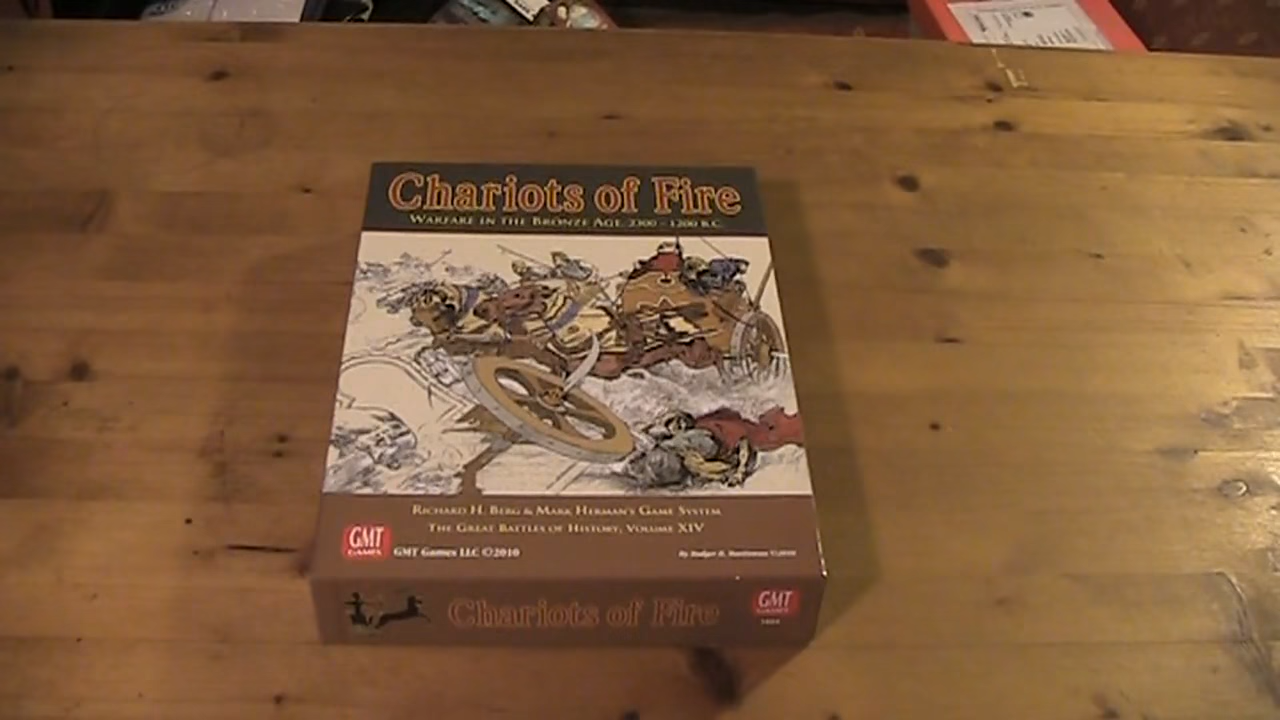 Chariots of Fire
WARFARE IN THE BRONZE AGE, 2300 - 1200 B.C.
RICHARD H. BERG & MARK HERMAN'S GAME SYSTEM
THE GREAT BATTLES OF HISTORY, VOLUME XIV
GMT
GAMES
GMT Games LLC ©2010
Chariots of Fire
GMT
GAMES